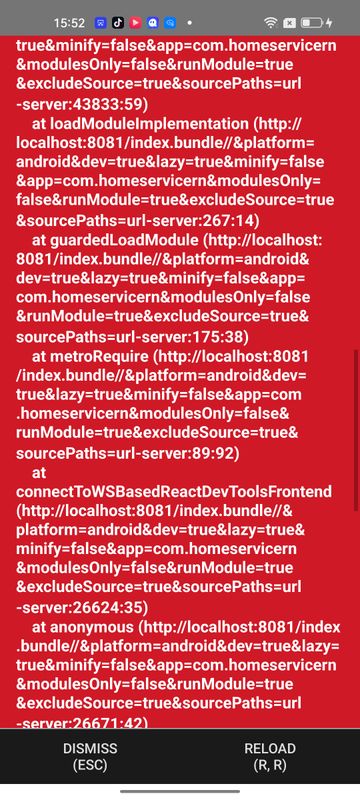 15:52
true&minify=false&app=com.homeservicern
&modulesOnly=false&runModule=true
&excludeSource=true&sourcePaths=url
-server:43833:59)
at loadModuleImplementation (http://
localhost:8081/index.bundle//&platform=
android&dev=true&lazy=true&minify=false
&app=com.homeservicern&modulesOnly=
false&runModule=true&excludeSource=true
&sourcePaths=url-server:267:14)
at guardedLoadModule (http://localhost:
8081/index.bundle//&platform=android&
dev=true&lazy=true&minify=false&app=
com.homeservicern&modulesOnly=false
&runModule=true&excludeSource=true&
sourcePaths=url-server:175:38)
at metroRequire (http://localhost:8081
/index.bundle//&platform=android&dev=
true&lazy=true&minify=false&app=com
.homeservicern&modulesOnly=false&
runModule=true&excludeSource=true&
sourcePaths=url-server:89:92)
at
connectToWSBasedReactDevToolsFrontend
(http://localhost:8081/index.bundle//&
platform=android&dev=true&lazy=true&
minify=false&app=com.homeservicern
&modulesOnly=false&runModule=true
&excludeSource=true&sourcePaths=url
-server:26624:35)
at anonymous (http://localhost:8081/index
.bundle//&platform=android&dev=true&lazy=
true&minify=false&app=com.homeservicern
&modulesOnly=false&runModule=true
&excludeSource=true&sourcePaths=url
-server:26671:42)
DISMISS
(ESC)
RELOAD
(R, R)